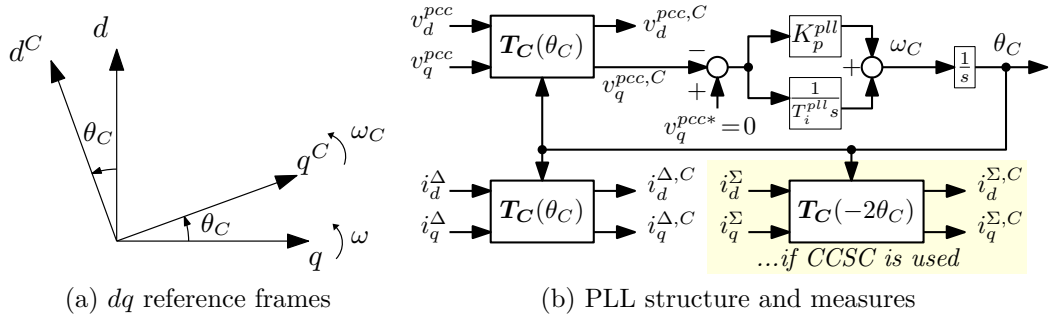 d
d^C
θ_C
q^C
ω_C
θ_C
q
ω
(a) dq reference frames
v_d^{pcc}
v_q^{pcc}
T_C(θ_C)
v_d^{pcc,C}
v_q^{pcc,C}
−
+
v_q^{pcc*} = 0
K_p^{pll}
1/(T_i^{pll} s)
+
ω_C
1/s
θ_C
i_d^Δ
i_q^Δ
T_C(θ_C)
i_d^{Δ,C}
i_q^{Δ,C}
i_d^Σ
i_q^Σ
T_C(−2θ_C)
i_d^{Σ,C}
i_q^{Σ,C}
...if CCSC is used
(b) PLL structure and measures